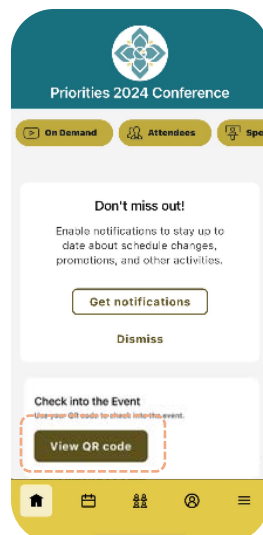 Priorities 2024 Conference
On Demand
Attendees
Spe
Don't miss out!
Enable notifications to stay up to
date about schedule changes,
promotions, and other activities.
Get notifications
Dismiss
Check into the Event
Use your QR code to check into the event.
View QR code